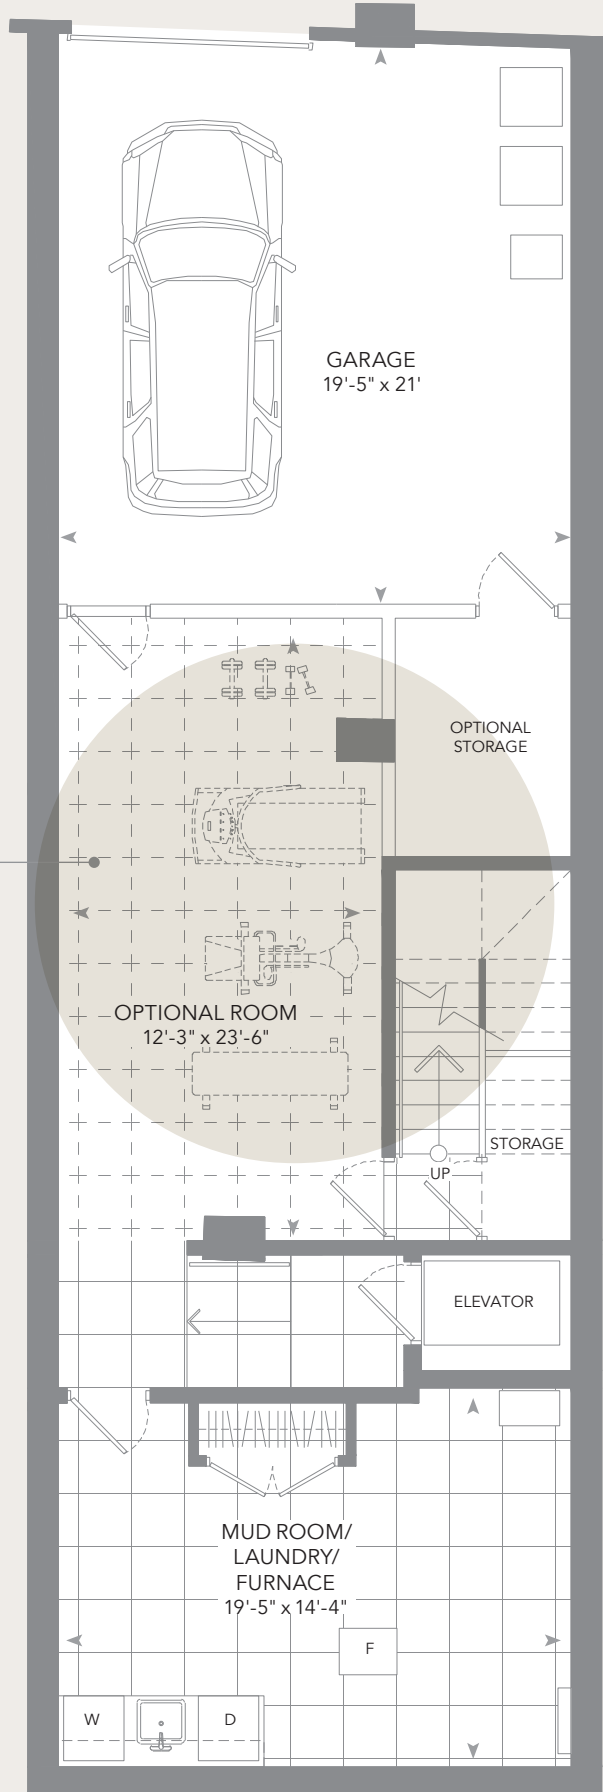 GARAGE
19'-5" x 21'
OPTIONAL
STORAGE
OPTIONAL ROOM
12'-3" x 23'-6"
STORAGE
UP
ELEVATOR
MUD ROOM/
LAUNDRY/
FURNACE
19'-5" x 14'-4"
F
W
D